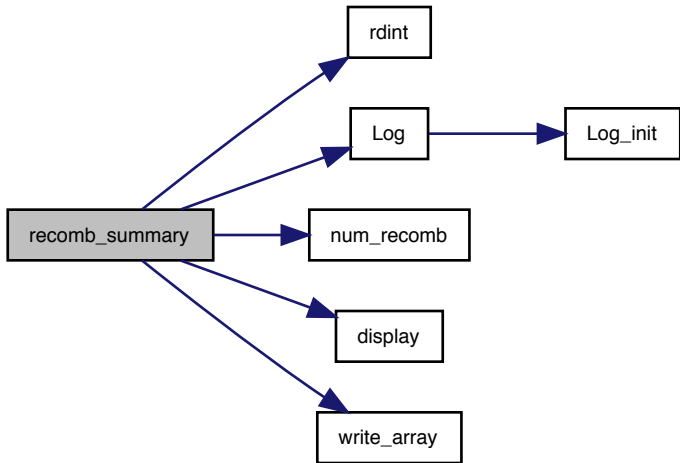 rdint
Log
Log_init
recomb_summary
num_recomb
display
write_array